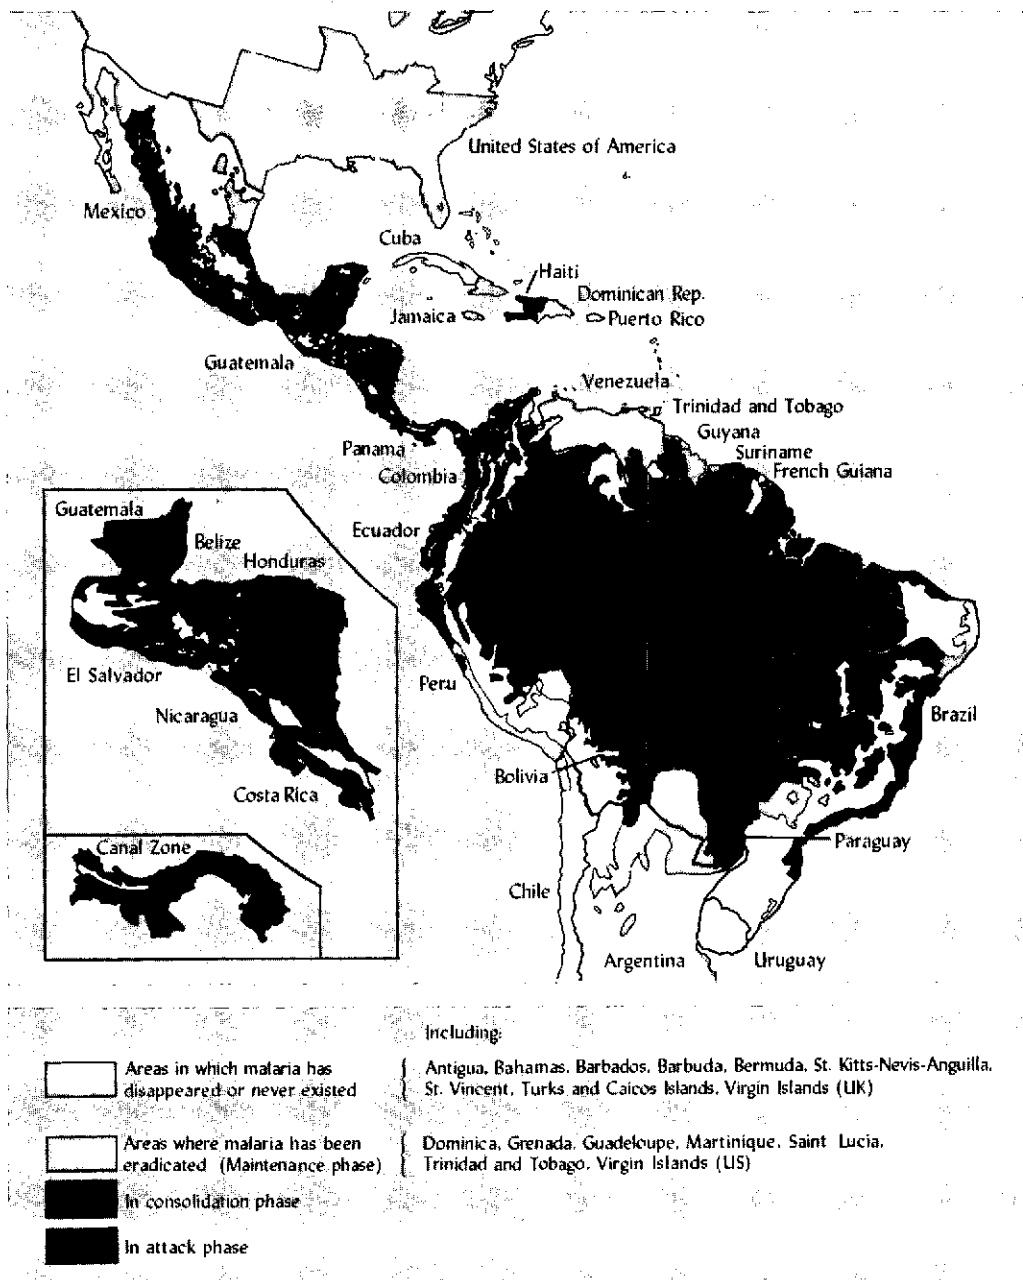 United States of America
Mexico
Cuba
Haiti
Dominican Rep.
Jamaica
Puerto Rico
Guatemala
Venezuela
Trinidad and Tobago
Guyana
Panama
Suriname
Colombia
French Guiana
Guatemala
Ecuador
Belize
Honduras
El Salvador
Peru
Nicaragua
Brazil
Bolivia
Costa Rica
Paraguay
Canal Zone
Chile
Argentina
Uruguay
Including:
Areas in which malaria has
disappeared or never existed
Antigua, Bahamas, Barbados, Barbuda, Bermuda, St. Kitts-Nevis-Anguilla,
St. Vincent, Turks and Caicos Islands, Virgin Islands (UK)
Areas where malaria has been
eradicated (Maintenance phase)
Dominica, Grenada, Guadeloupe, Martinique, Saint Lucia,
Trinidad and Tobago, Virgin Islands (US)
In consolidation phase
In attack phase